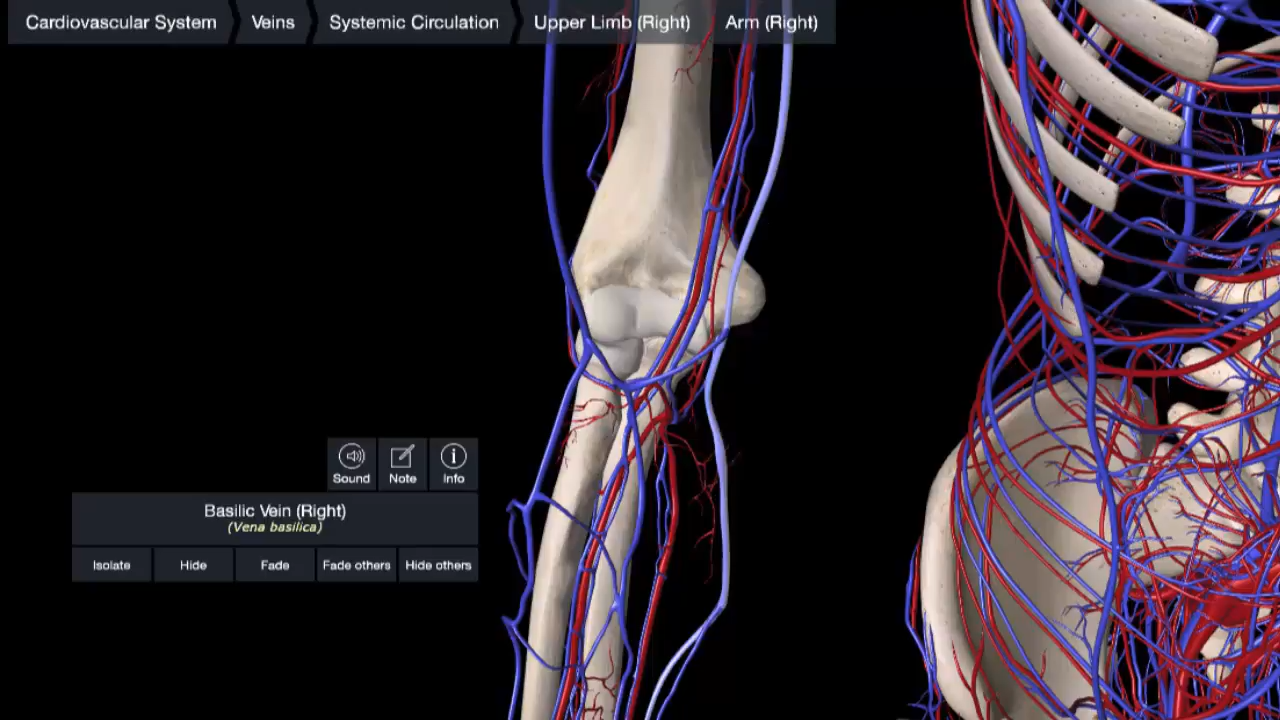 Cardiovascular System Veins Systemic Circulation Upper Limb (Right) Arm (Right)
Sound Note Info
Basilic Vein (Right)
(Vena basilica)
Isolate Hide Fade Fade others Hide others